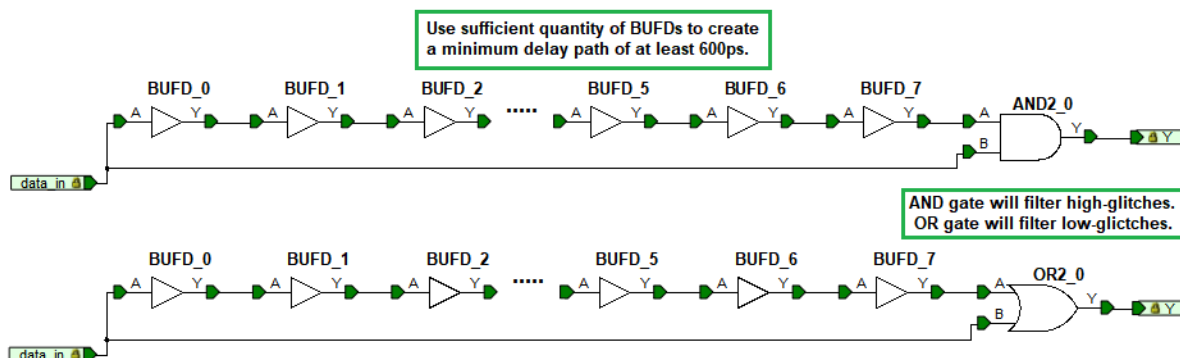 Use sufficient quantity of BUFDs to create
a minimum delay path of at least 600ps.
BUFD_0 BUFD_1 BUFD_2 ..... BUFD_5 BUFD_6 BUFD_7 AND2_0
A Y A Y A Y A Y A Y A Y A Y Y
B
data_in
AND gate will filter high-glitches.
OR gate will filter low-glictches.
BUFD_0 BUFD_1 BUFD_2 ..... BUFD_5 BUFD_6 BUFD_7 OR2_0
A Y A Y A Y A Y A Y A Y A Y Y
B
data_in